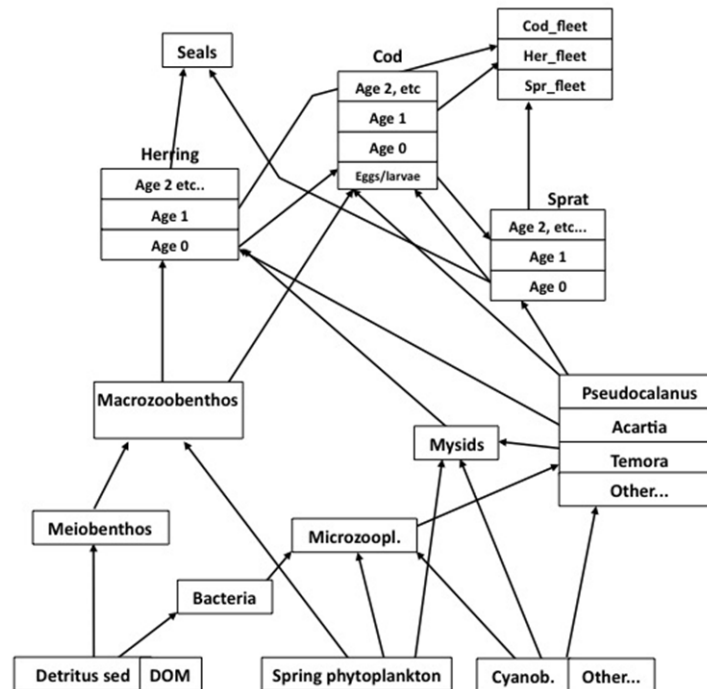 Cod_fleet
Seals
Cod
Her_fleet
Spr_fleet
Age 2, etc
Age 1
Herring
Age 0
Age 2 etc..
Eggs/larvae
Sprat
Age 1
Age 2, etc...
Age 0
Age 1
Age 0
Macrozoobenthos
Pseudocalanus
Acartia
Mysids
Temora
Other...
Meiobenthos
Microzoopl.
Bacteria
Detritus sed
DOM
Spring phytoplankton
Cyanob.
Other...